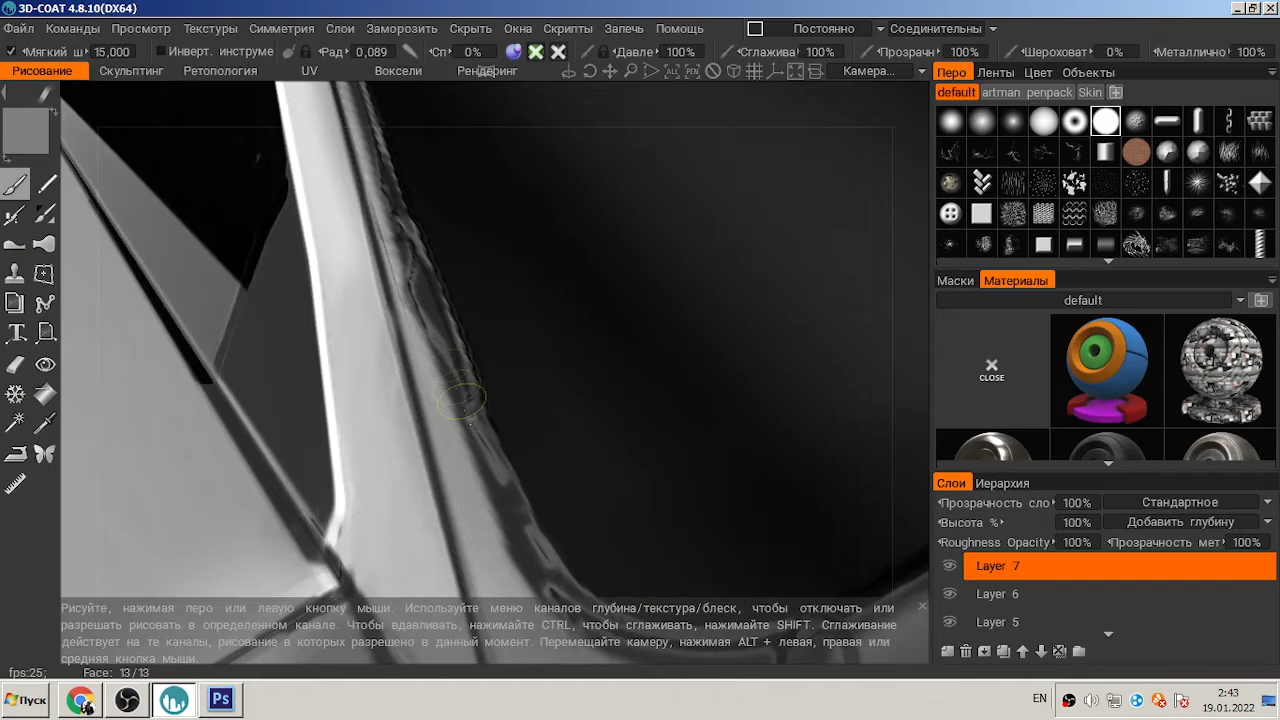 3D-COAT 4.8.10(DX64)
Файл Команды Просмотр Текстуры Симметрия Слои Заморозить Скрыть Окна Скрипты Запечь Помощь Постоянно Соединительны
Мягкий ш 15,000 Инверт. инструме Рад 0,089 Сп 0% Давле 100% Сглажива 100% Прозрачн 100% Шероховат 0% Металлично 100%
Рисование Скульптинг Ретопология UV Воксели Рендеринг ALL PEN Камера...
Перо Ленты Цвет Объекты
default artman penpack Skin
Маски Материалы
default
CLOSE
Слои Иерархия
Прозрачность сло 100% Стандартное
Высота % 100% Добавить глубину
Roughness Opacity 100% Прозрачность мет 100%
Layer 7
Layer 6
Layer 5
Рисуйте, нажимая перо или левую кнопку мыши. Используйте меню каналов глубина/текстура/блеск, чтобы отключать или
разрешать рисовать в определенном канале. Чтобы вдавливать, нажимайте CTRL, чтобы сглаживать, нажимайте SHIFT. Сглаживание
действует на те каналы, рисование в которых разрешено в данный момент. Перемещайте камеру, нажимая ALT + левая, правая или
средняя кнопка мыши.
fps:25; Face: 13/13
Пуск Ps EN 2:43
19.01.2022